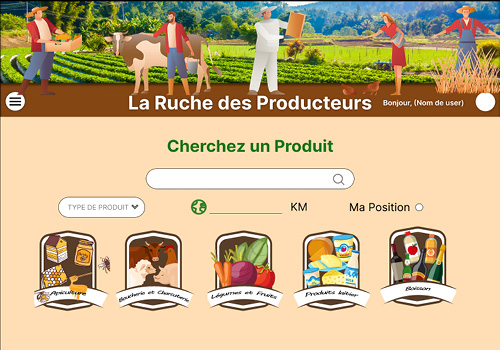 La Ruche des Producteurs
Bonjour, (Nom de user)
Cherchez un Produit
TYPE DE PRODUIT
KM
Ma Position
Apiculture
Boucherie et Charcuterie
Légumes et Fruits
Produits laitier
Boisson